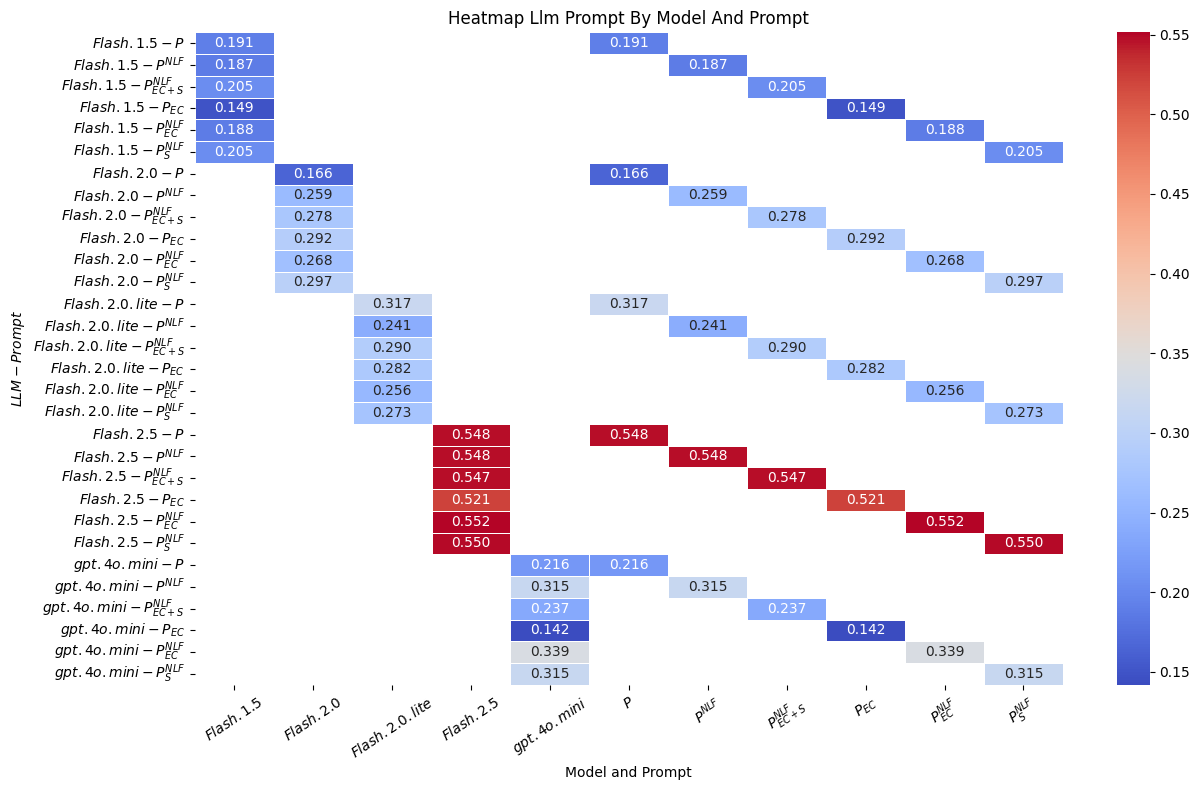 Heatmap Llm Prompt By Model And Prompt
Flash.1.5 − P 0.191 0.191
Flash.1.5 − P^{NLF} 0.187 0.187
Flash.1.5 − P^{NLF}_{EC+S} 0.205 0.205
Flash.1.5 − P_{EC} 0.149 0.149
Flash.1.5 − P^{NLF}_{EC} 0.188 0.188
Flash.1.5 − P^{NLF}_{S} 0.205 0.205
Flash.2.0 − P 0.166 0.166
Flash.2.0 − P^{NLF} 0.259 0.259
Flash.2.0 − P^{NLF}_{EC+S} 0.278 0.278
Flash.2.0 − P_{EC} 0.292 0.292
Flash.2.0 − P^{NLF}_{EC} 0.268 0.268
Flash.2.0 − P^{NLF}_{S} 0.297 0.297
Flash.2.0.lite − P 0.317 0.317
Flash.2.0.lite − P^{NLF} 0.241 0.241
Flash.2.0.lite − P^{NLF}_{EC+S} 0.290 0.290
Flash.2.0.lite − P_{EC} 0.282 0.282
Flash.2.0.lite − P^{NLF}_{EC} 0.256 0.256
Flash.2.0.lite − P^{NLF}_{S} 0.273 0.273
Flash.2.5 − P 0.548 0.548
Flash.2.5 − P^{NLF} 0.548 0.548
Flash.2.5 − P^{NLF}_{EC+S} 0.547 0.547
Flash.2.5 − P_{EC} 0.521 0.521
Flash.2.5 − P^{NLF}_{EC} 0.552 0.552
Flash.2.5 − P^{NLF}_{S} 0.550 0.550
gpt.4o.mini − P 0.216 0.216
gpt.4o.mini − P^{NLF} 0.315 0.315
gpt.4o.mini − P^{NLF}_{EC+S} 0.237 0.237
gpt.4o.mini − P_{EC} 0.142 0.142
gpt.4o.mini − P^{NLF}_{EC} 0.339 0.339
gpt.4o.mini − P^{NLF}_{S} 0.315 0.315
LLM − Prompt
Flash.1.5 Flash.2.0 Flash.2.0.lite Flash.2.5 gpt.4o.mini P P^{NLF} P^{NLF}_{EC+S} P_{EC} P^{NLF}_{EC} P^{NLF}_{S}
Model and Prompt
0.55
0.50
0.45
0.40
0.35
0.30
0.25
0.20
0.15